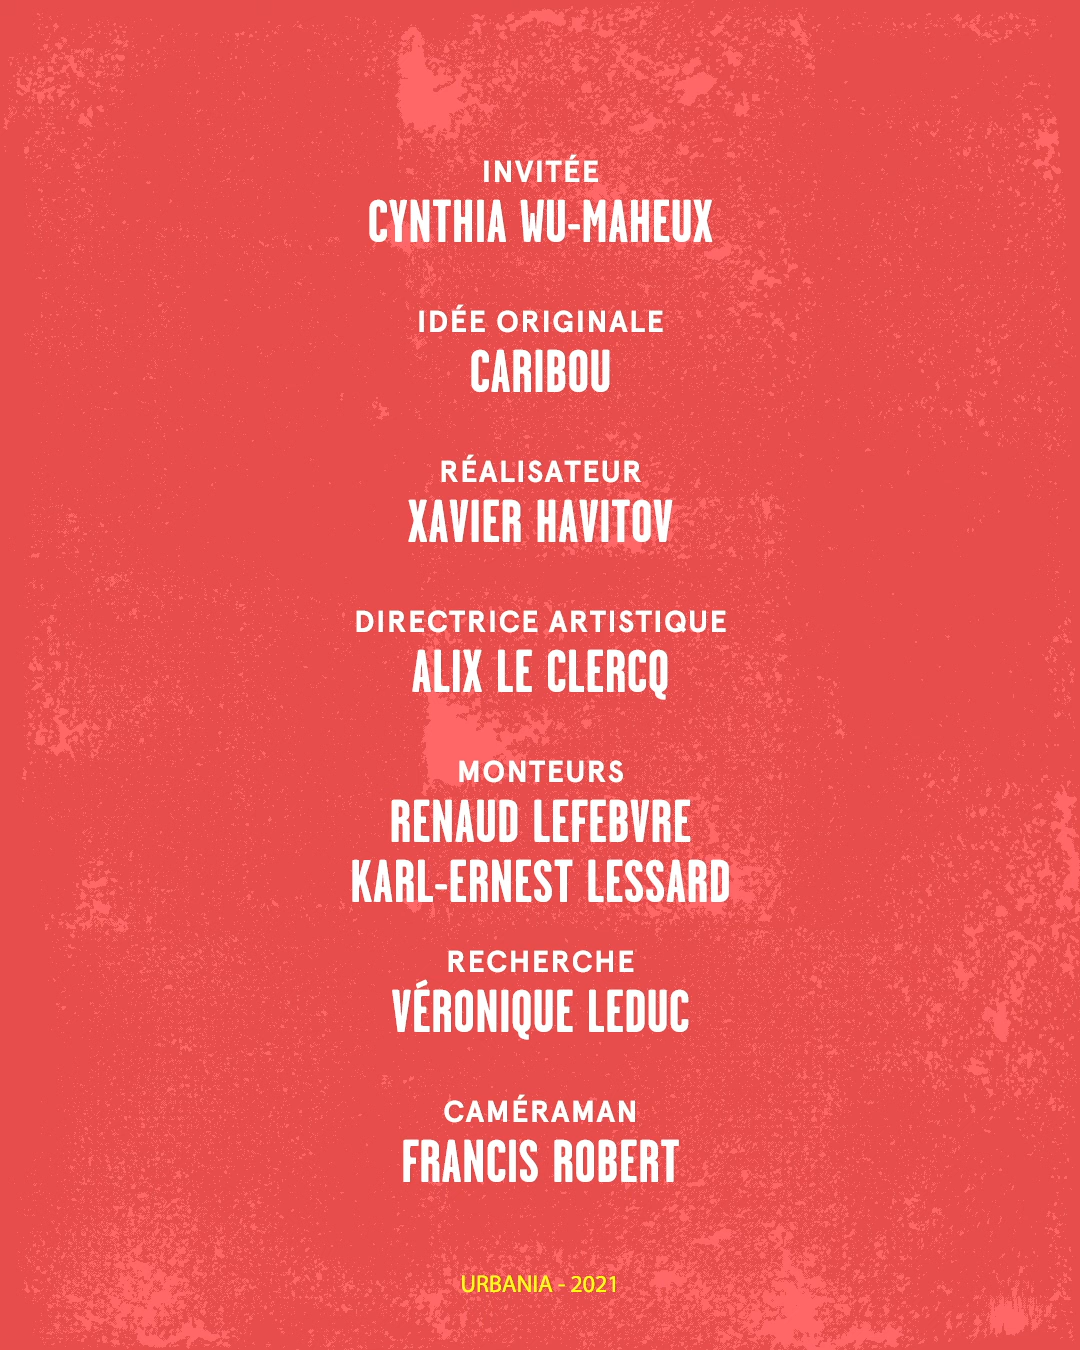 INVITÉE
CYNTHIA WU-MAHEUX
IDÉE ORIGINALE
CARIBOU
RÉALISATEUR
XAVIER HAVITOV
DIRECTRICE ARTISTIQUE
ALIX LE CLERCQ
MONTEURS
RENAUD LEFEBVRE
KARL-ERNEST LESSARD
RECHERCHE
VÉRONIQUE LEDUC
CAMÉRAMAN
FRANCIS ROBERT
URBANIA - 2021